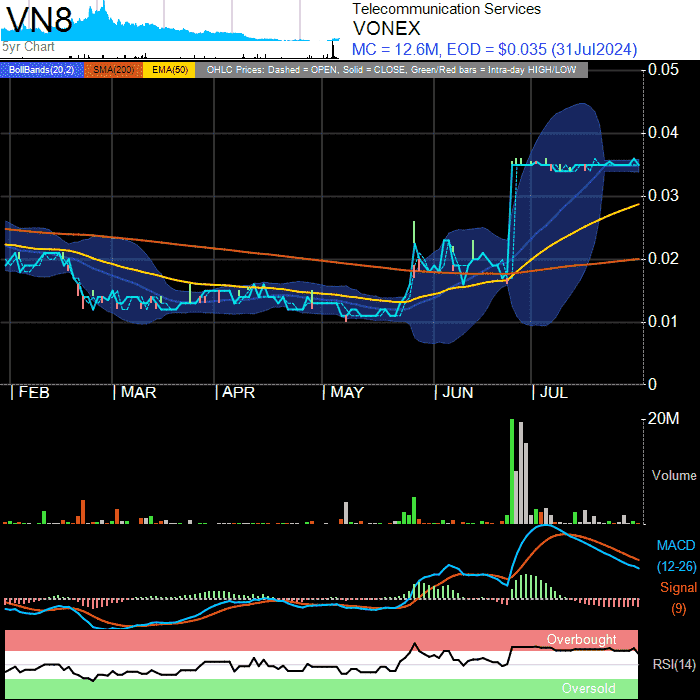 VN8
5yr Chart
Telecommunication Services
VONEX
MC = 12.6M, EOD = $0.035 (31Jul2024)
BollBands(20,2) SMA(200) EMA(50) OHLC Prices: Dashed = OPEN, Solid = CLOSE, Green/Red bars = Intra-day HIGH/LOW
0.05
0.04
0.03
0.02
0.01
0
FEB MAR APR MAY JUN JUL
20M
Volume
MACD
(12-26)
Signal
(9)
Overbought
RSI(14)
Oversold